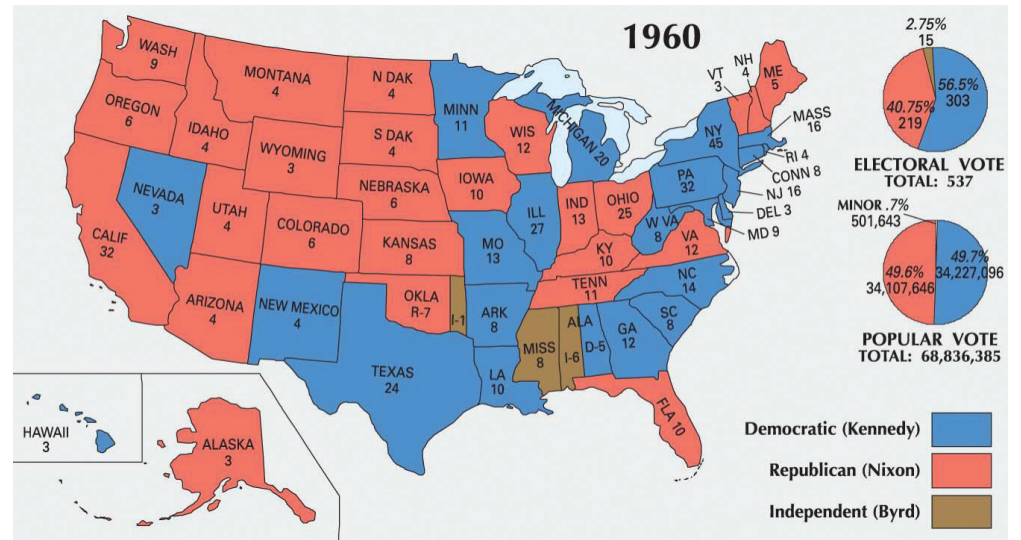 1960
WASH
9
OREGON
6
CALIF
32
NEVADA
3
IDAHO
4
MONTANA
4
WYOMING
3
UTAH
4
ARIZONA
4
COLORADO
6
NEW MEXICO
4
N DAK
4
S DAK
4
NEBRASKA
6
KANSAS
8
OKLA
R-7
I-1
TEXAS
24
MINN
11
IOWA
10
MO
13
ARK
8
LA
10
WIS
12
ILL
27
MICHIGAN 20
IND
13
OHIO
25
KY
10
TENN
11
MISS
8
ALA
I-6
D-5
GA
12
FLA 10
SC
8
NC
14
VA
12
W VA
8
PA
32
NY
45
VT
3
NH
4
ME
5
MASS
16
RI 4
CONN 8
NJ 16
DEL 3
MD 9
HAWAII
3
ALASKA
3
2.75%
15
56.5%
303
40.75%
219
ELECTORAL VOTE
TOTAL: 537
MINOR .7%
501,643
49.7%
34,227,096
49.6%
34,107,646
POPULAR VOTE
TOTAL: 68,836,385
Democratic (Kennedy)
Republican (Nixon)
Independent (Byrd)